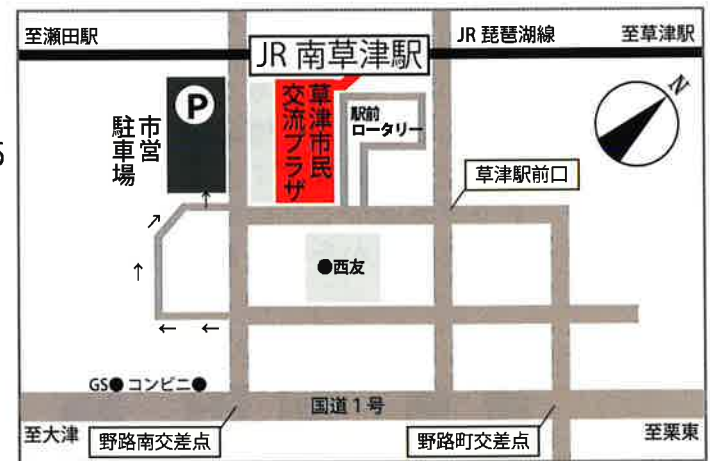 至瀬田駅
JR 南草津駅
JR 琵琶湖線
至草津駅
N
P
市営
駐車場
草津市民
交流プラザ
駅前
ロータリー
草津駅前口
●西友
GS● コンビニ●
国道1号
至大津
野路南交差点
野路町交差点
至栗東